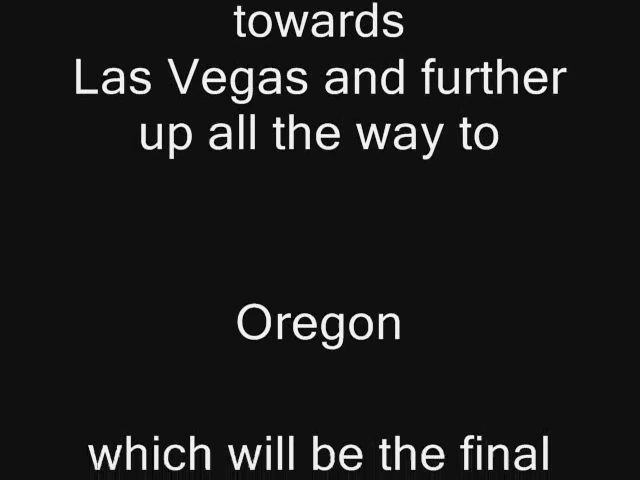 towards
Las Vegas and further
up all the way to
Oregon
which will be the final